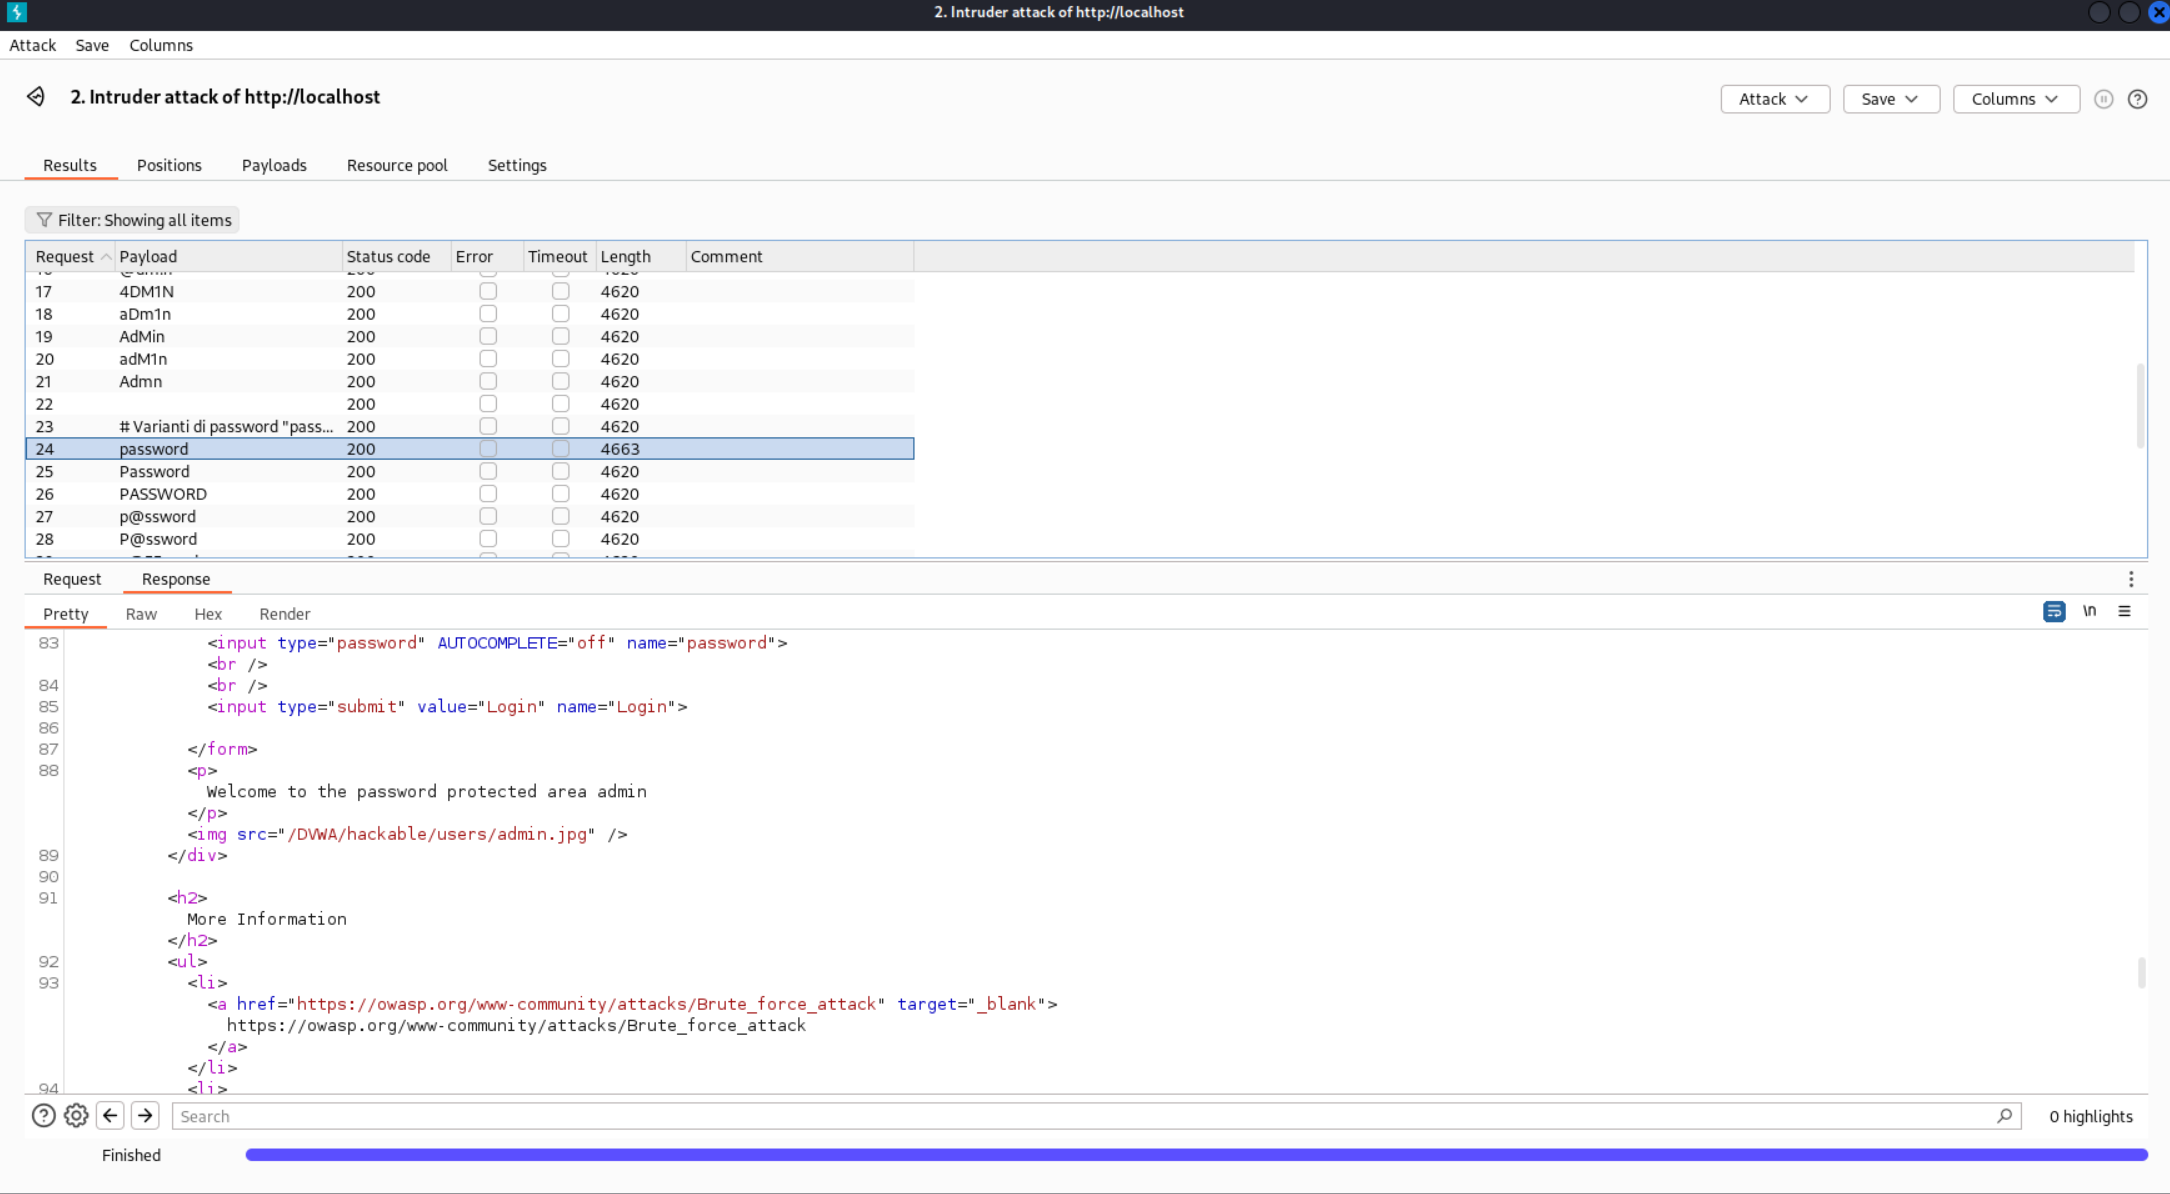 2. Intruder attack of http://localhost
Attack Save Columns
2. Intruder attack of http://localhost
Attack Save Columns
Results Positions Payloads Resource pool Settings
Filter: Showing all items
Request Payload Status code Error Timeout Length Comment
17 4DM1N 200 4620
18 aDm1n 200 4620
19 AdMin 200 4620
20 adM1n 200 4620
21 Admn 200 4620
22 200 4620
23 # Varianti di password "pass... 200 4620
24 password 200 4663
25 Password 200 4620
26 PASSWORD 200 4620
27 p@ssword 200 4620
28 P@ssword 200 4620
Request Response
Pretty Raw Hex Render
\n
83 <input type="password" AUTOCOMPLETE="off" name="password">
<br />
84 <br />
85 <input type="submit" value="Login" name="Login">
86
87 </form>
88 <p>
Welcome to the password protected area admin
</p>
<img src="/DVWA/hackable/users/admin.jpg" />
89 </div>
90
91 <h2>
More Information
</h2>
92 <ul>
93 <li>
<a href="https://owasp.org/www-community/attacks/Brute_force_attack" target="_blank">
https://owasp.org/www-community/attacks/Brute_force_attack
</a>
</li>
94 <li>
Search
0 highlights
Finished